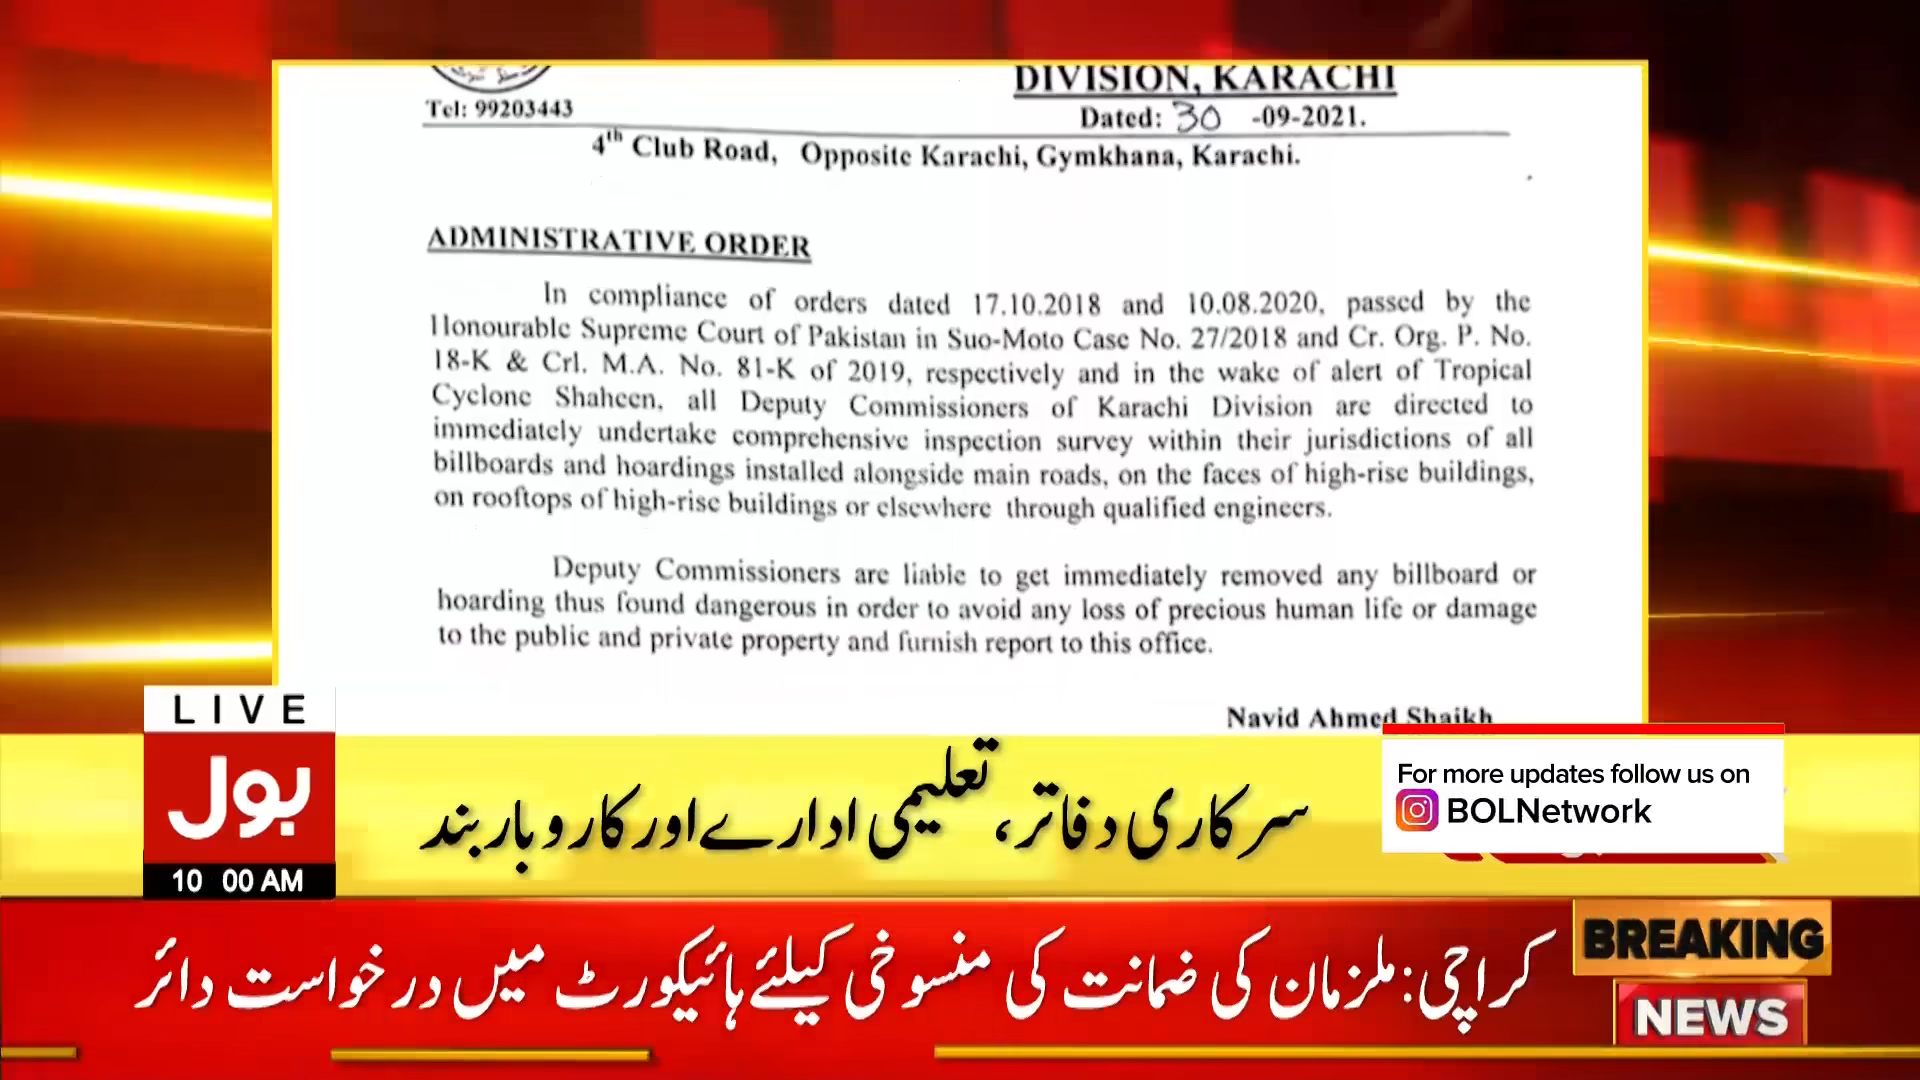 DIVISION, KARACHI
Tel: 99203443
Dated: 30 -09-2021.
4th Club Road, Opposite Karachi, Gymkhana, Karachi.
ADMINISTRATIVE ORDER
In compliance of orders dated 17.10.2018 and 10.08.2020, passed by the
Honourable Supreme Court of Pakistan in Suo-Moto Case No. 27/2018 and Cr. Org. P. No.
18-K & Crl. M.A. No. 81-K of 2019, respectively and in the wake of alert of Tropical
Cyclone Shaheen, all Deputy Commissioners of Karachi Division are directed to
immediately undertake comprehensive inspection survey within their jurisdictions of all
billboards and hoardings installed alongside main roads, on the faces of high-rise buildings,
on rooftops of high-rise buildings or elsewhere through qualified engineers.
Deputy Commissioners are liable to get immediately removed any billboard or
hoarding thus found dangerous in order to avoid any loss of precious human life or damage
to the public and private property and furnish report to this office.
Navid Ahmed Shaikh
LIVE
بول
10 00 AM
سرکاری دفاتر، تعلیمی ادارے اور کاروبار بند
For more updates follow us on
BOLNetwork
کراچی: ملزمان کی ضمانت کی منسوخی کیلئے ہائیکورٹ میں درخواست دائر
BREAKING
NEWS